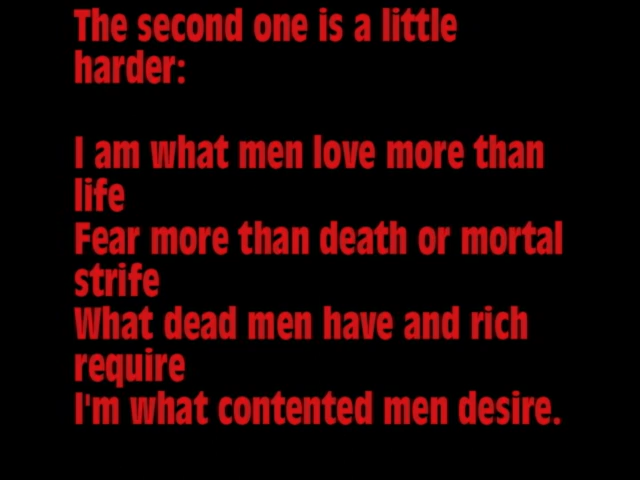 The second one is a little
harder:
I am what men love more than
life
Fear more than death or mortal
strife
What dead men have and rich
require
I'm what contented men desire.